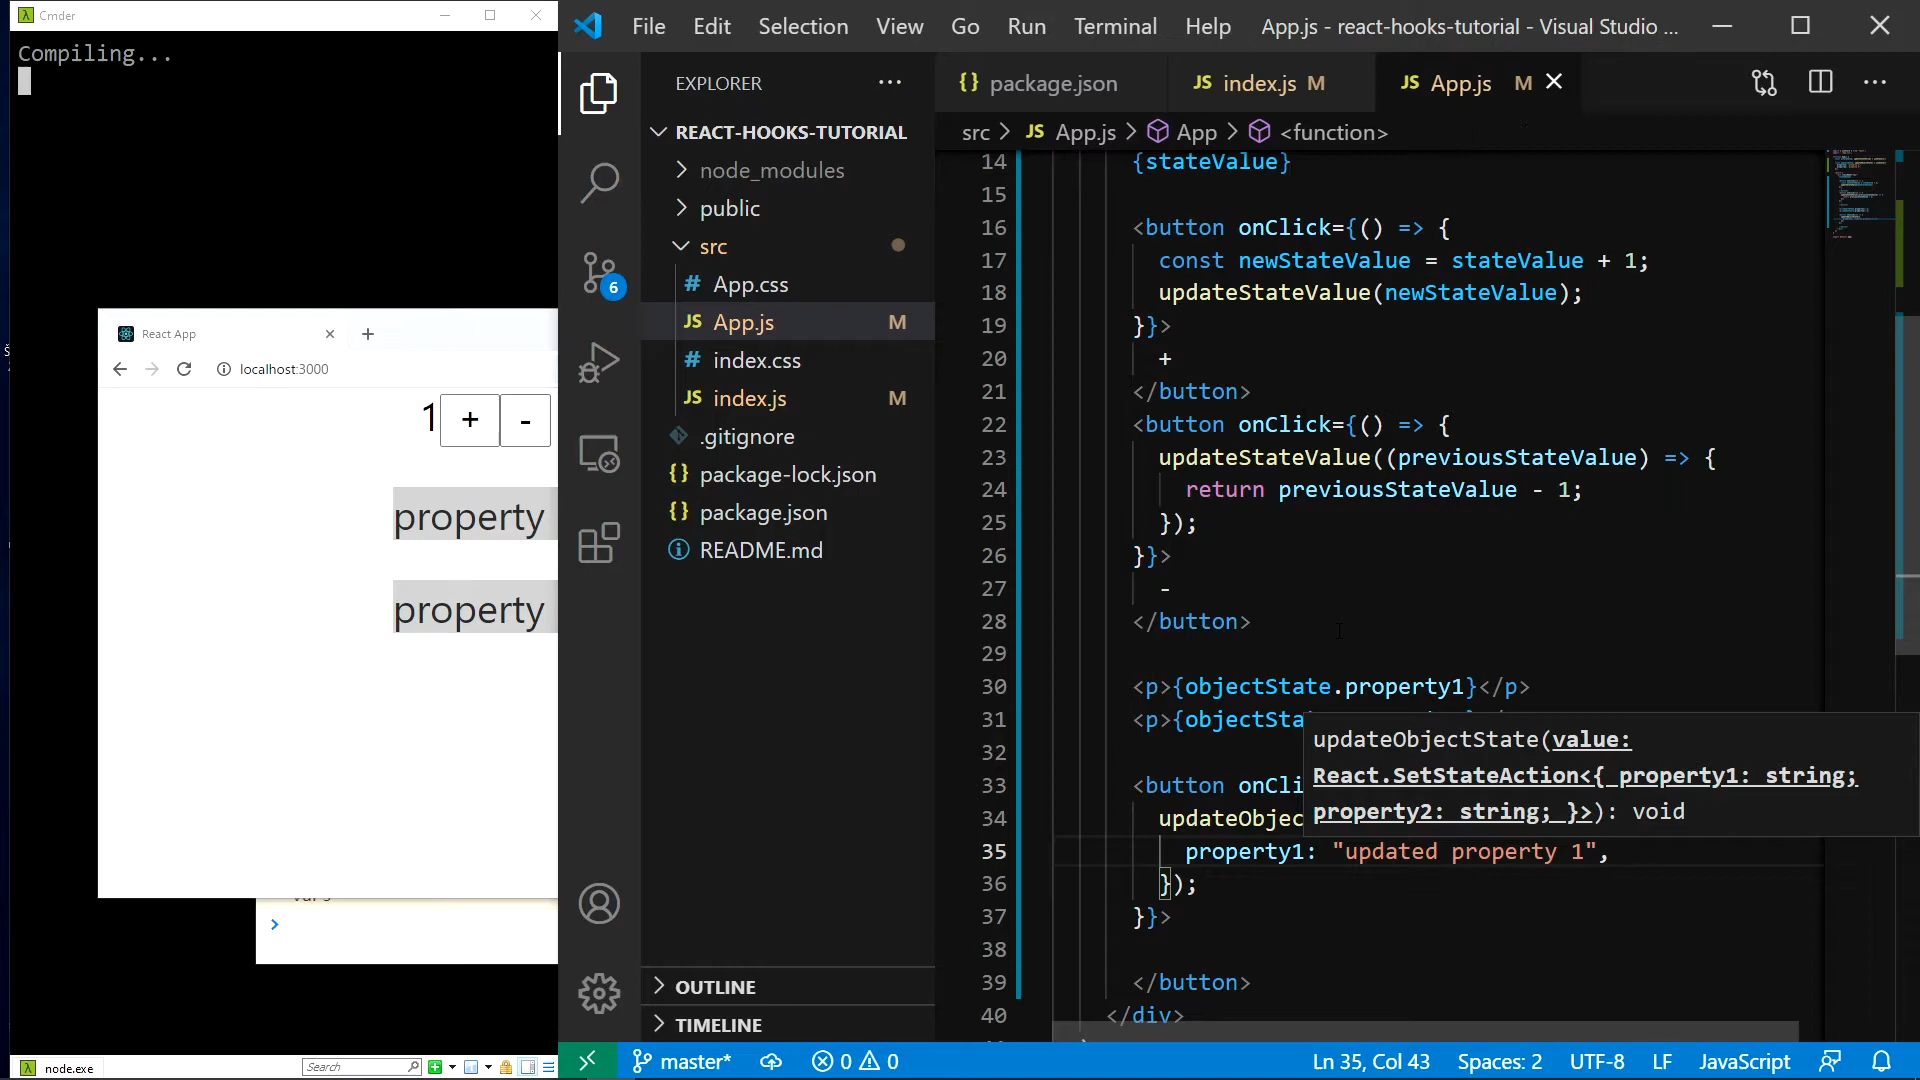 Cmder
Compiling...
React App
localhost:3000
1 + -
property
property
node.exe
Search
File Edit Selection View Go Run Terminal Help App.js - react-hooks-tutorial - Visual Studio ...
EXPLORER
REACT-HOOKS-TUTORIAL
node_modules
public
src
# App.css
JS App.js M
# index.css
JS index.js M
.gitignore
{} package-lock.json
{} package.json
README.md
OUTLINE
TIMELINE
6
{} package.json JS index.js M JS App.js M
src > JS App.js > App > <function>
14 {stateValue}
15
16 <button onClick={() => {
17 const newStateValue = stateValue + 1;
18 updateStateValue(newStateValue);
19 }}>
20 +
21 </button>
22 <button onClick={() => {
23 updateStateValue((previousStateValue) => {
24 return previousStateValue - 1;
25 });
26 }}>
27 -
28 </button>
29
30 <p>{objectState.property1}</p>
31 <p>{objectSta
32
33 <button onCli
34 updateObjec
35 property1: "updated property 1",
36 });
37 }}>
38
39 </button>
40 </div>
updateObjectState(value:
React.SetStateAction<{ property1: string;
property2: string; }>): void
master* 0 0 Ln 35, Col 43 Spaces: 2 UTF-8 LF JavaScript